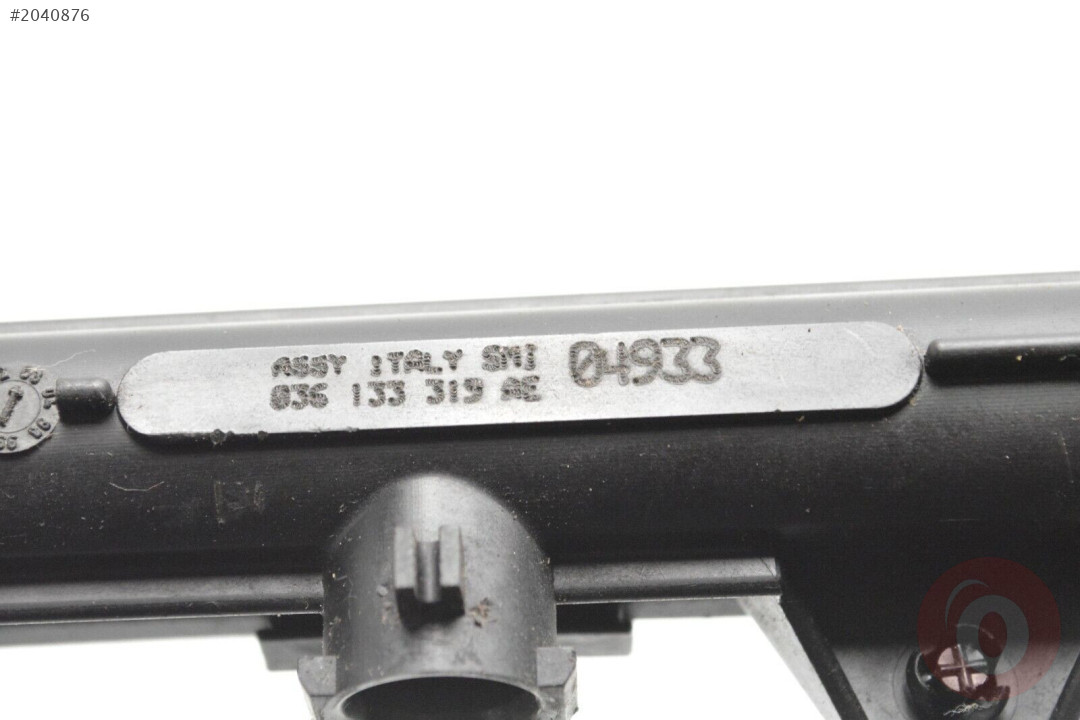 #2040876
ASSY ITALY SMI 04933
036 133 319 AE